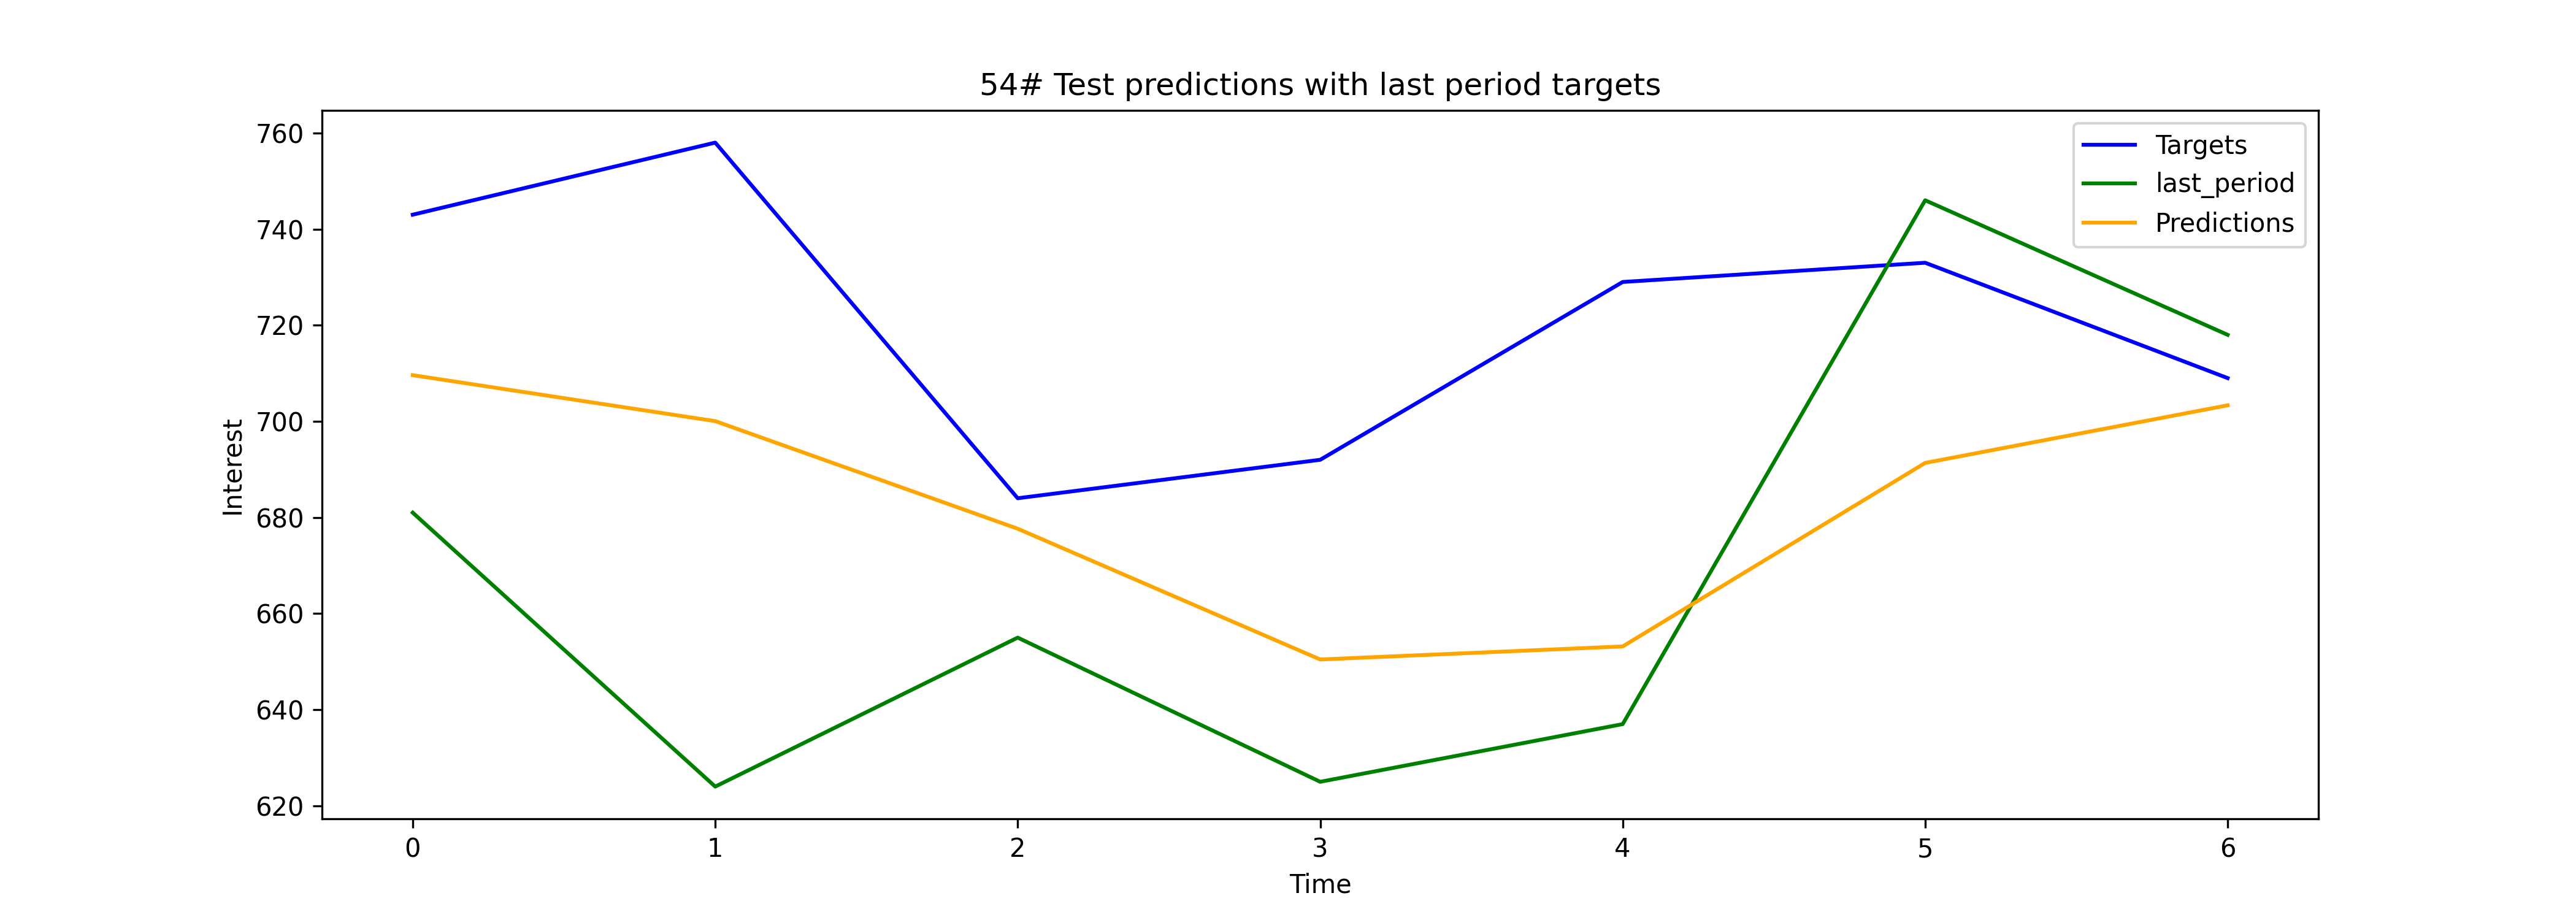 54# Test predictions with last period targets
Targets
last_period
Predictions
Interest
760
740
720
700
680
660
640
620
0 1 2 3 4 5 6
Time